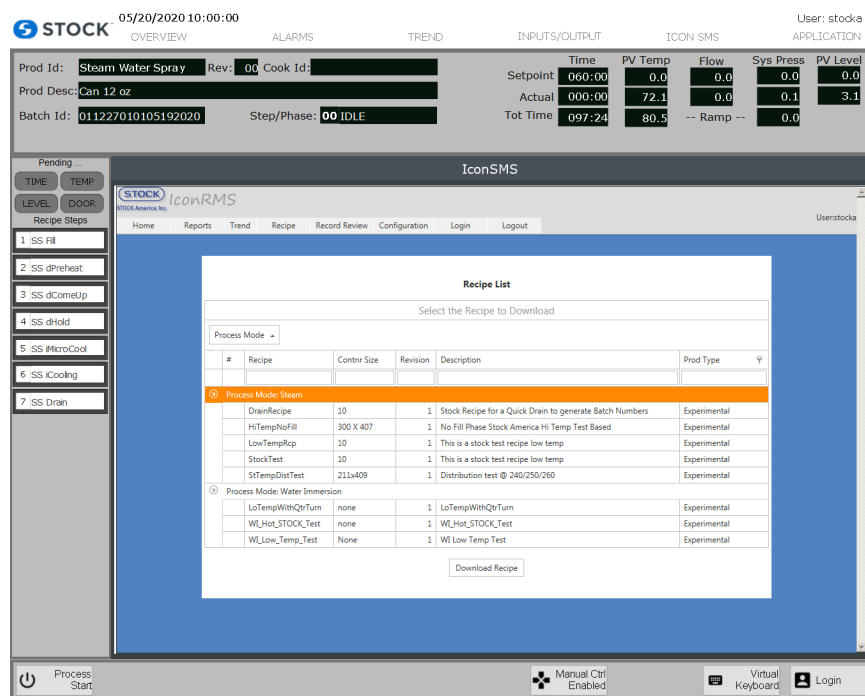 05/20/2020 10:00:00
User: stocka
STOCK
OVERVIEW ALARMS TREND INPUTS/OUTPUT ICON SMS APPLICATION
Time PV Temp Flow Sys Press PV Level
Prod Id: Steam Water Spray Rev: 00 Cook Id:
Setpoint 060:00 0.0 0.0 0.0 0.0
Prod Desc: Can 12 oz
Actual 000:00 72.1 0.0 0.1 3.1
Batch Id: 011227010105192020 Step/Phase: 00 IDLE
Tot Time 097:24 80.5 -- Ramp -- 0.0
Pending ...
TIME TEMP
LEVEL DOOR
Recipe Steps
1 SS Fill
2 SS dPreheat
3 SS dComeUp
4 SS dHold
5 SS iMicroCool
6 SS iCooling
7 SS Drain
IconSMS
STOCK IconRMS
STOCK America Inc.
User:stocka
Home Reports Trend Recipe Record Review Configuration Login Logout
Recipe List
Select the Recipe to Download
Process Mode
# Recipe Contnr Size Revision Description Prod Type
Process Mode: Steam
DrainRecipe 10 1 Stock Recipe for a Quick Drain to generate Batch Numbers Experimental
HiTempNoFill 300 X 407 1 No Fill Phase Stock America Hi Temp Test Based Experimental
LowTempRcp 10 1 This is a stock test recipe low temp Experimental
StockTest 10 1 This is a stock test recipe low temp Experimental
StTempDistTest 211x409 1 Distribution test @ 240/250/260 Experimental
Process Mode: Water Immersion
LoTempWithQtrTurn none 1 LoTempWithQtrTurn Experimental
WI_Hot_STOCK_Test none 1 WI_Hot_STOCK_Test Experimental
WI_Low_Temp_Test None 1 WI Low Temp Test Experimental
Download Recipe
Process Start
Manual Ctrl Enabled
Virtual Keyboard
Login